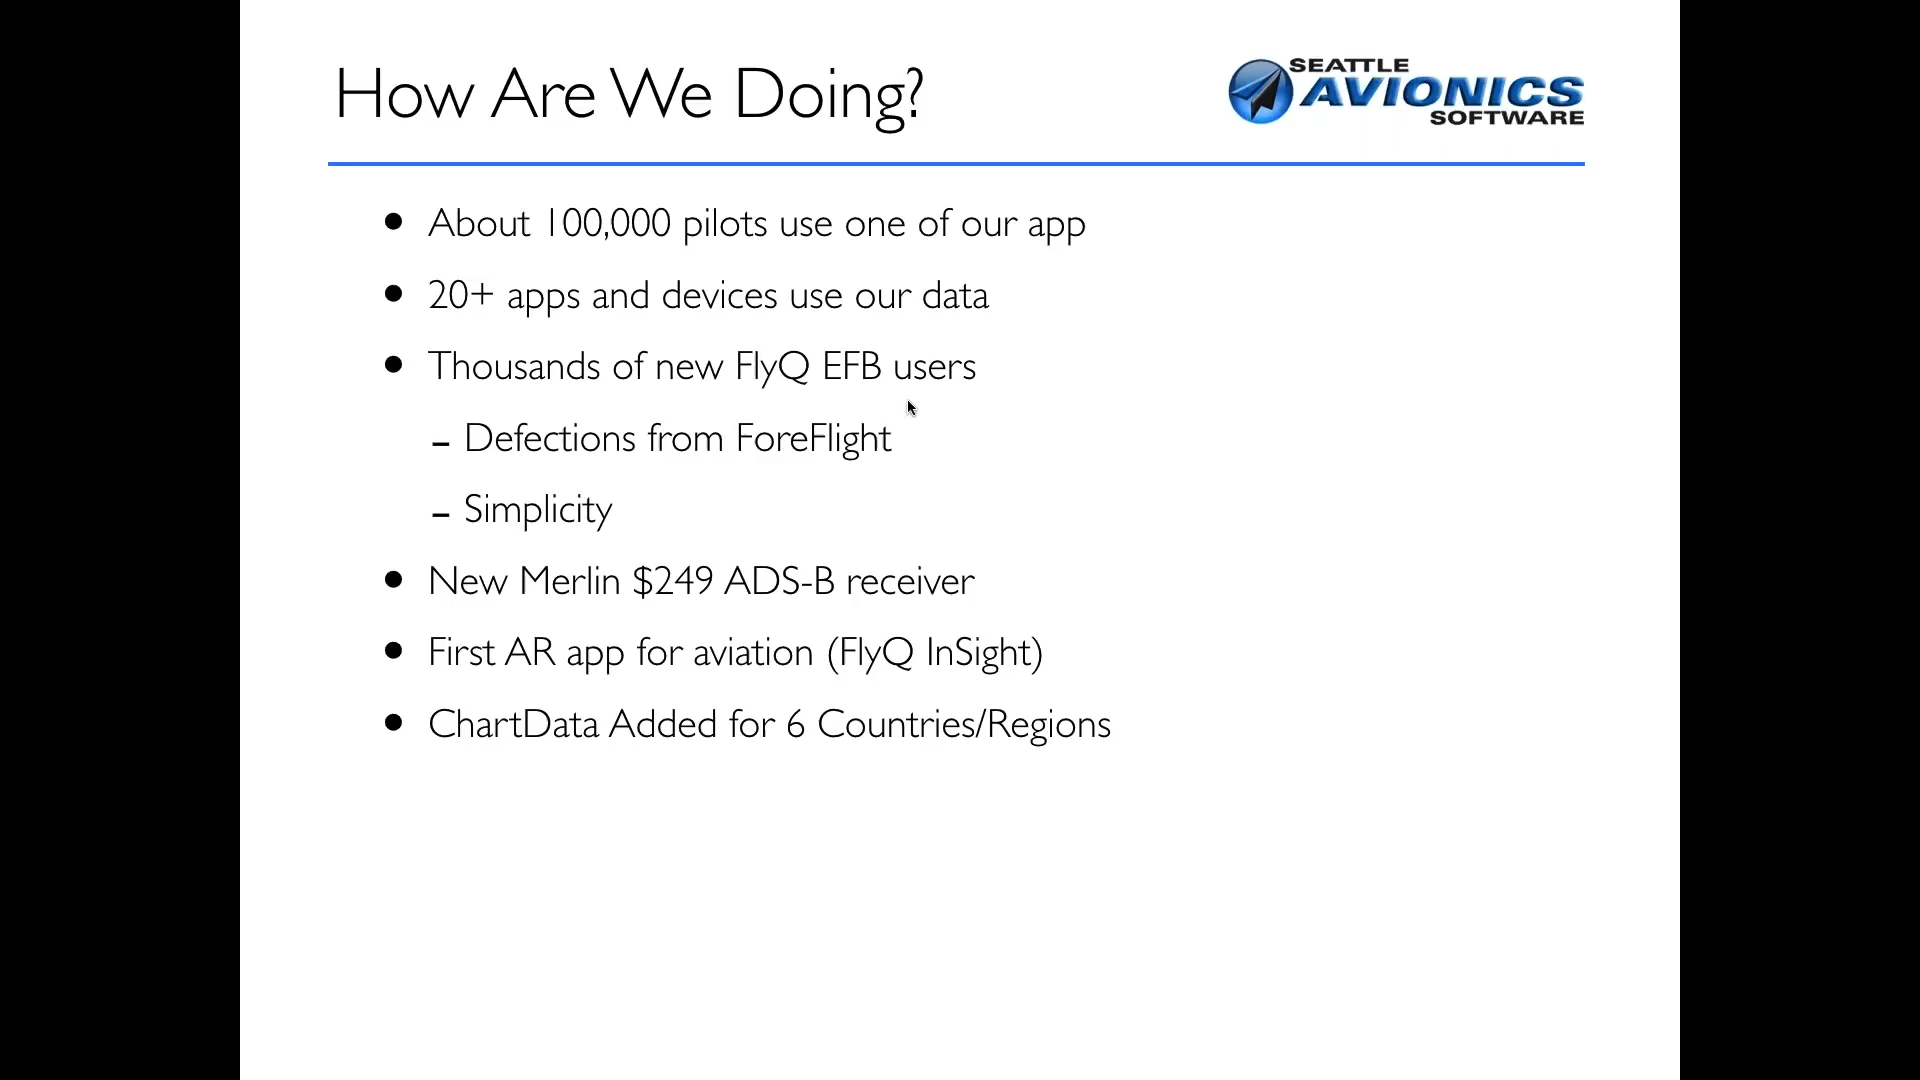 How Are We Doing?
SEATTLE
AVIONICS
SOFTWARE
• About 100,000 pilots use one of our app
• 20+ apps and devices use our data
• Thousands of new FlyQ EFB users
– Defections from ForeFlight
– Simplicity
• New Merlin $249 ADS-B receiver
• First AR app for aviation (FlyQ InSight)
• ChartData Added for 6 Countries/Regions